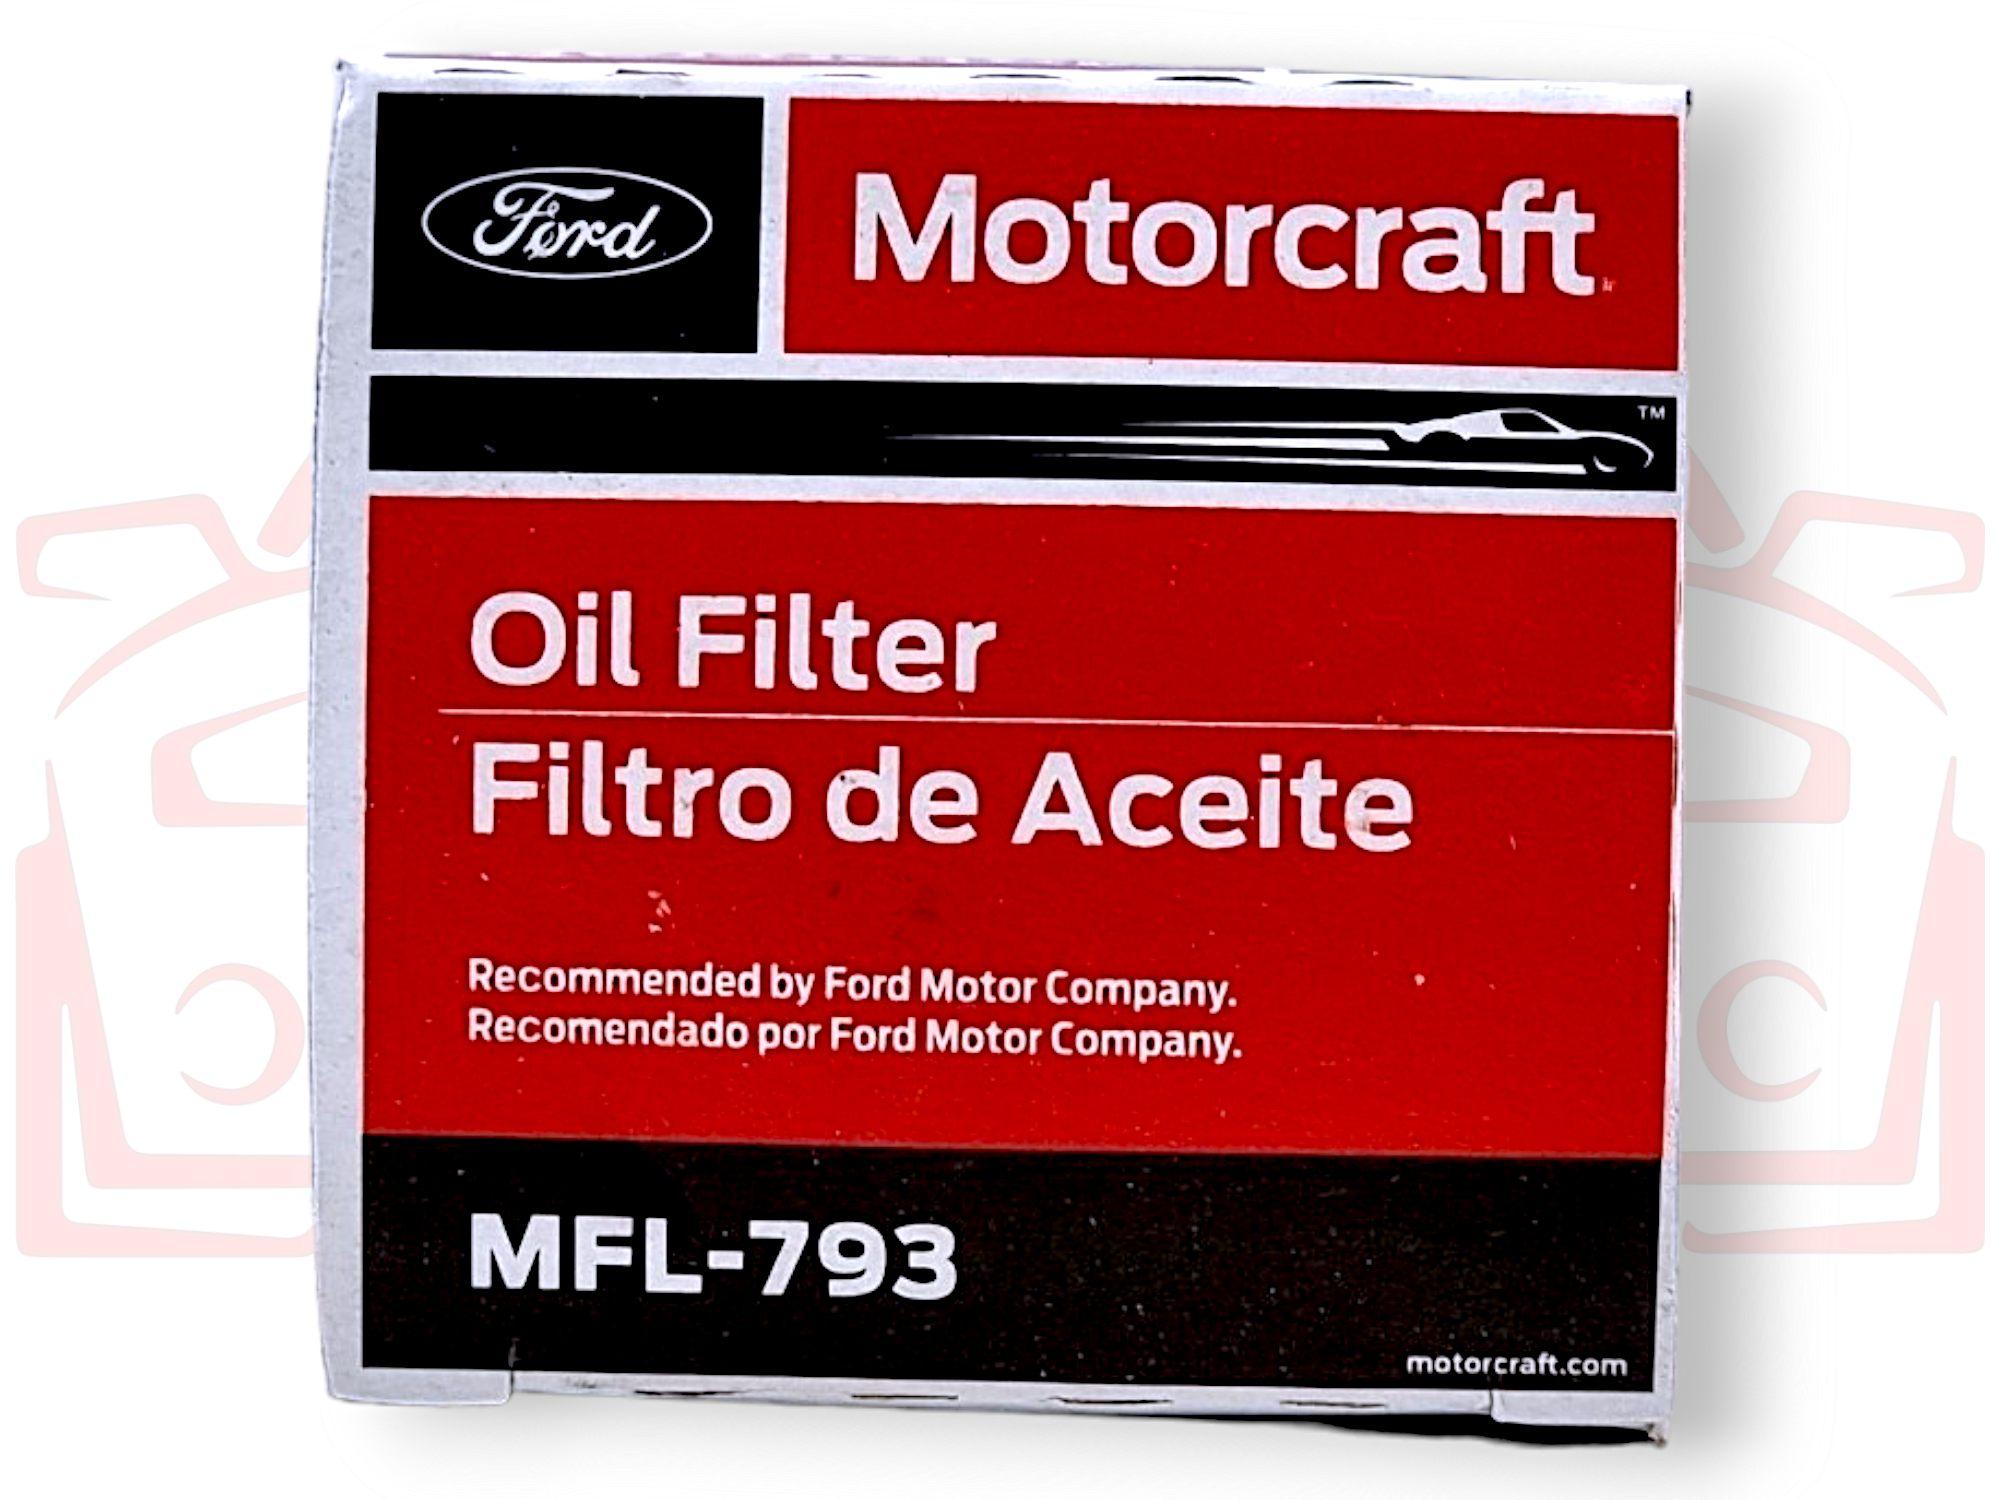 Ford
Motorcraft
TM
Oil Filter
Filtro de Aceite
Recommended by Ford Motor Company.
Recomendado por Ford Motor Company.
MFL-793
motorcraft.com